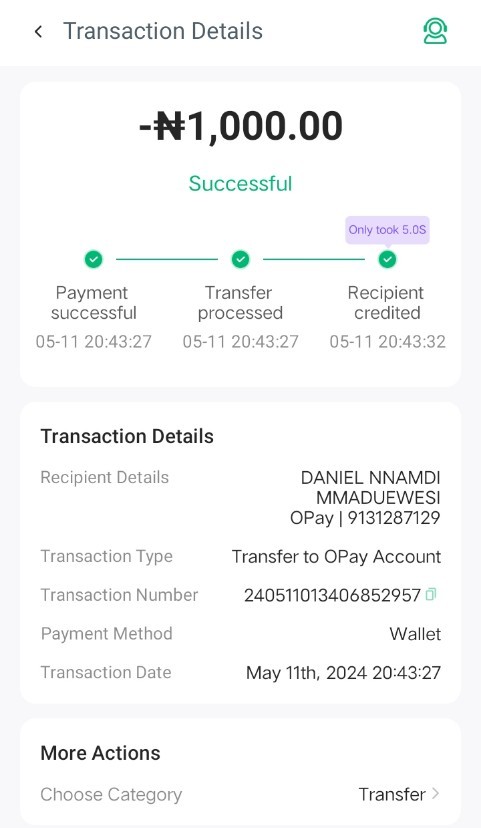 Transaction Details
-₦1,000.00
Successful
Only took 5.0S
Payment successful
Transfer processed
Recipient credited
05-11 20:43:27
05-11 20:43:27
05-11 20:43:32
Transaction Details
Recipient Details
DANIEL NNAMDI
MMADUEWESI
OPay | 9131287129
Transaction Type
Transfer to OPay Account
Transaction Number
240511013406852957
Payment Method
Wallet
Transaction Date
May 11th, 2024 20:43:27
More Actions
Choose Category
Transfer